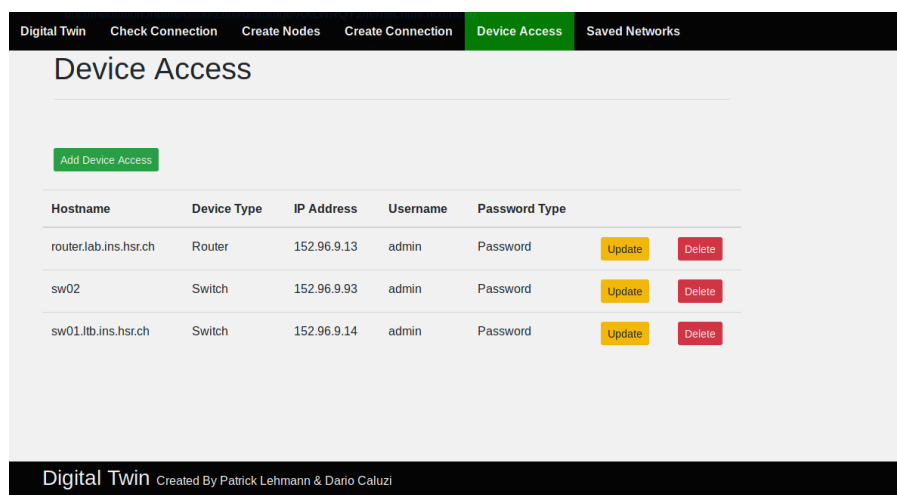 Digital Twin Check Connection Create Nodes Create Connection Device Access Saved Networks
Device Access
Add Device Access
Hostname Device Type IP Address Username Password Type
router.lab.ins.hsr.ch Router 152.96.9.13 admin Password Update Delete
sw02 Switch 152.96.9.93 admin Password Update Delete
sw01.ltb.ins.hsr.ch Switch 152.96.9.14 admin Password Update Delete
Digital Twin Created By Patrick Lehmann & Dario Caluzi